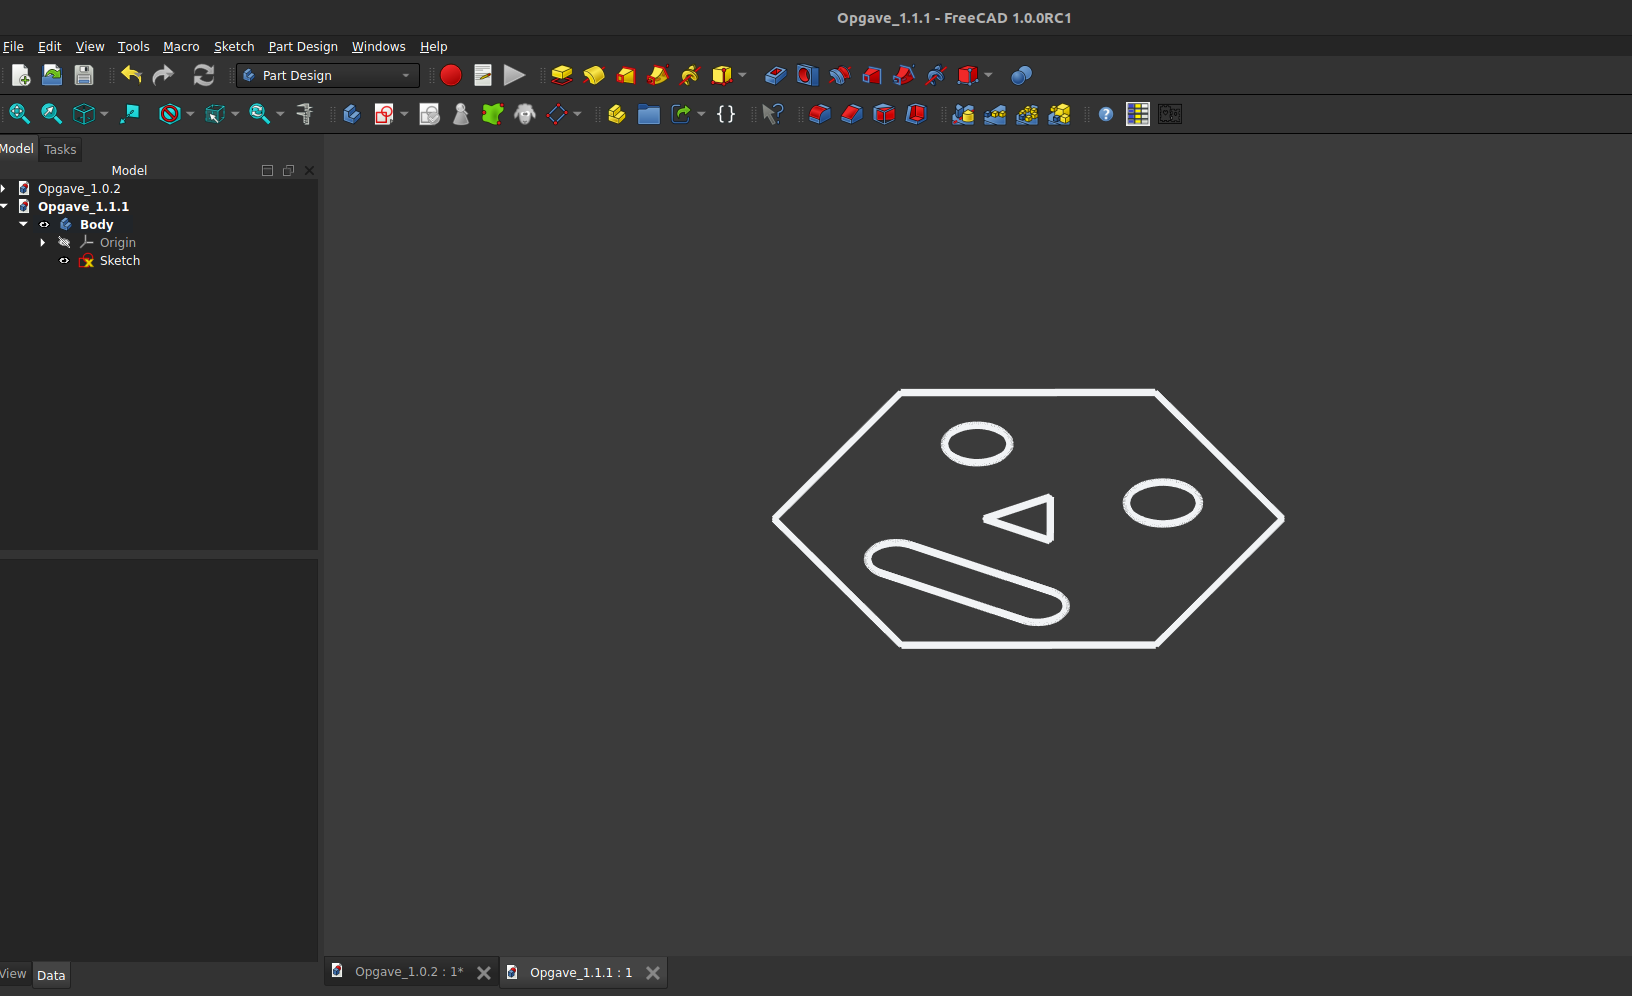 Opgave_1.1.1 - FreeCAD 1.0.0RC1
File Edit View Tools Macro Sketch Part Design Windows Help
Part Design
Model Tasks
Model
Opgave_1.0.2
Opgave_1.1.1
Body
Origin
Sketch
View Data
Opgave_1.0.2 : 1* Opgave_1.1.1 : 1